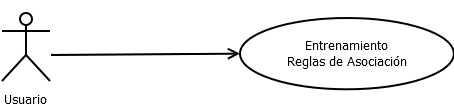 Entrenamiento
Reglas de Asociación
Usuario